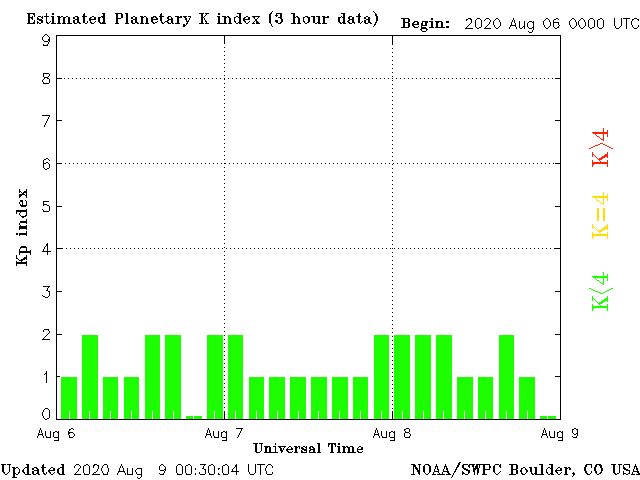 Estimated Planetary K index (3 hour data)
Begin: 2020 Aug 06 0000 UTC
9
8
7
6
5
4
3
2
1
0
Kp index
K>4
K=4
K<4
Aug 6
Aug 7
Aug 8
Aug 9
Universal Time
Updated 2020 Aug 9 00:30:04 UTC
NOAA/SWPC Boulder, CO USA